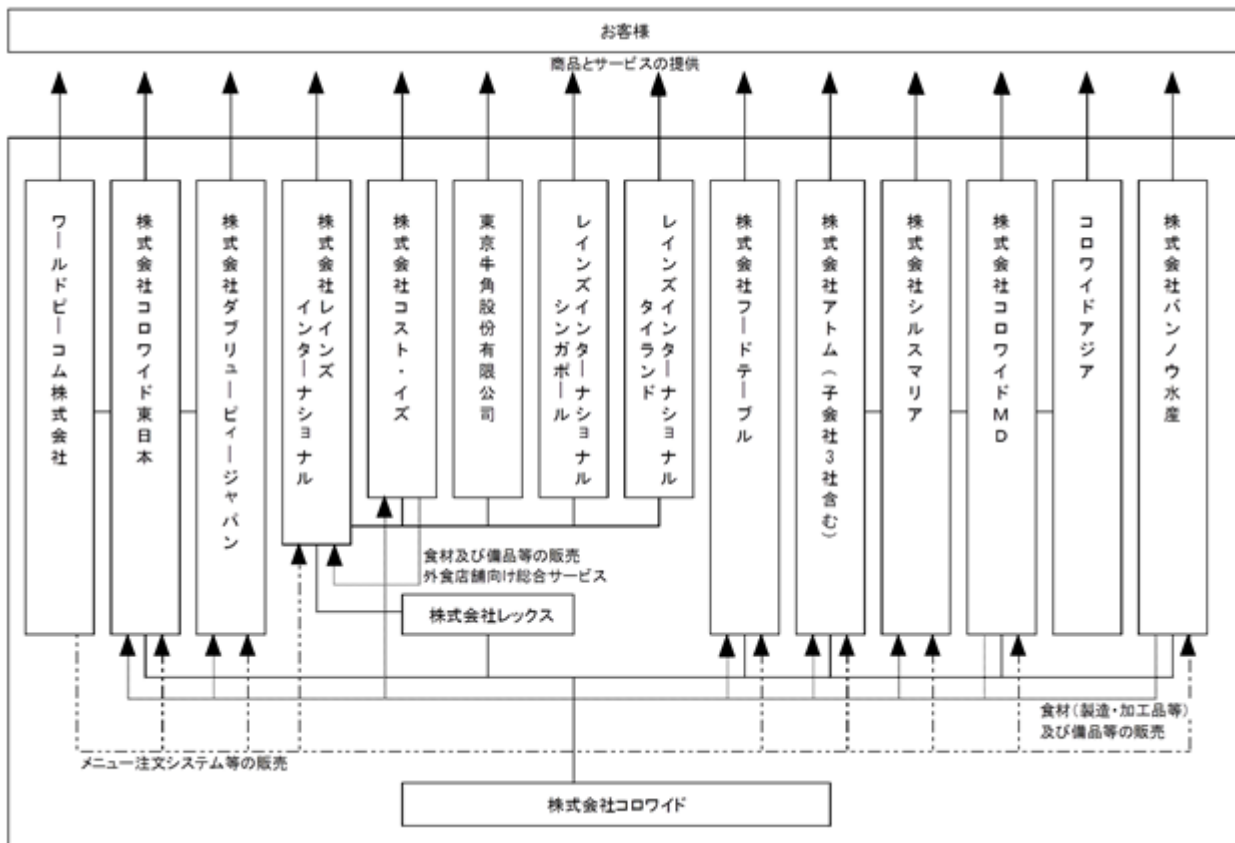 お客様
商品とサービスの提供
ワールドピーコム株式会社
株式会社コロワイド東日本
株式会社ダブリューピィージャパン
株式会社レインズ
インターナショナル
株式会社コスト・イズ
東京牛角股份有限公司
レインズインターナショナル
シンガポール
レインズインターナショナル
タイランド
株式会社フードテーブル
株式会社アトム(子会社3社含む)
株式会社シルスマリア
株式会社コロワイドMD
コロワイドアジア
株式会社バンノウ水産
食材及び備品等の販売
外食店舗向け総合サービス
株式会社レックス
食材(製造・加工品等)
及び備品等の販売
メニュー注文システム等の販売
株式会社コロワイド